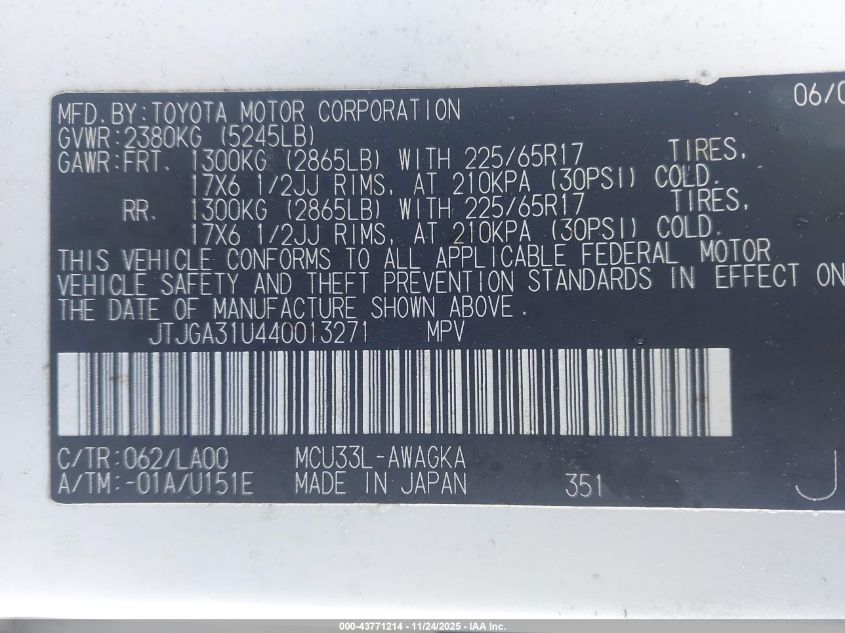 06/0
MFD.BY:TOYOTA MOTOR CORPORATION
GVWR:2380KG (5245LB)
GAWR:FRT. 1300KG (2865LB) WITH 225/65R17 TIRES,
17X6 1/2JJ RIMS, AT 210KPA (30PSI) COLD.
RR. 1300KG (2865LB) WITH 225/65R17 TIRES,
17X6 1/2JJ RIMS, AT 210KPA (30PSI) COLD.
THIS VEHICLE CONFORMS TO ALL APPLICABLE FEDERAL MOTOR
VEHICLE SAFETY AND THEFT PREVENTION STANDARDS IN EFFECT ON
THE DATE OF MANUFACTURE SHOWN ABOVE.
JTJGA31U440013271 MPV
C/TR:062/LA00 MCU33L-AWAGKA
A/TM:-01A/U151E MADE IN JAPAN 351 J
000-43771214 - 11/24/2025 - IAA Inc.